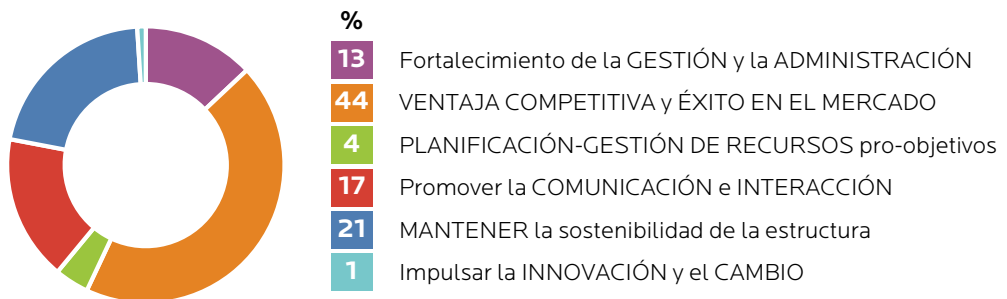 %
13 Fortalecimiento de la GESTIÓN y la ADMINISTRACIÓN
44 VENTAJA COMPETITIVA y ÉXITO EN EL MERCADO
4 PLANIFICACIÓN-GESTIÓN DE RECURSOS pro-objetivos
17 Promover la COMUNICACIÓN e INTERACCIÓN
21 MANTENER la sostenibilidad de la estructura
1 Impulsar la INNOVACIÓN y el CAMBIO